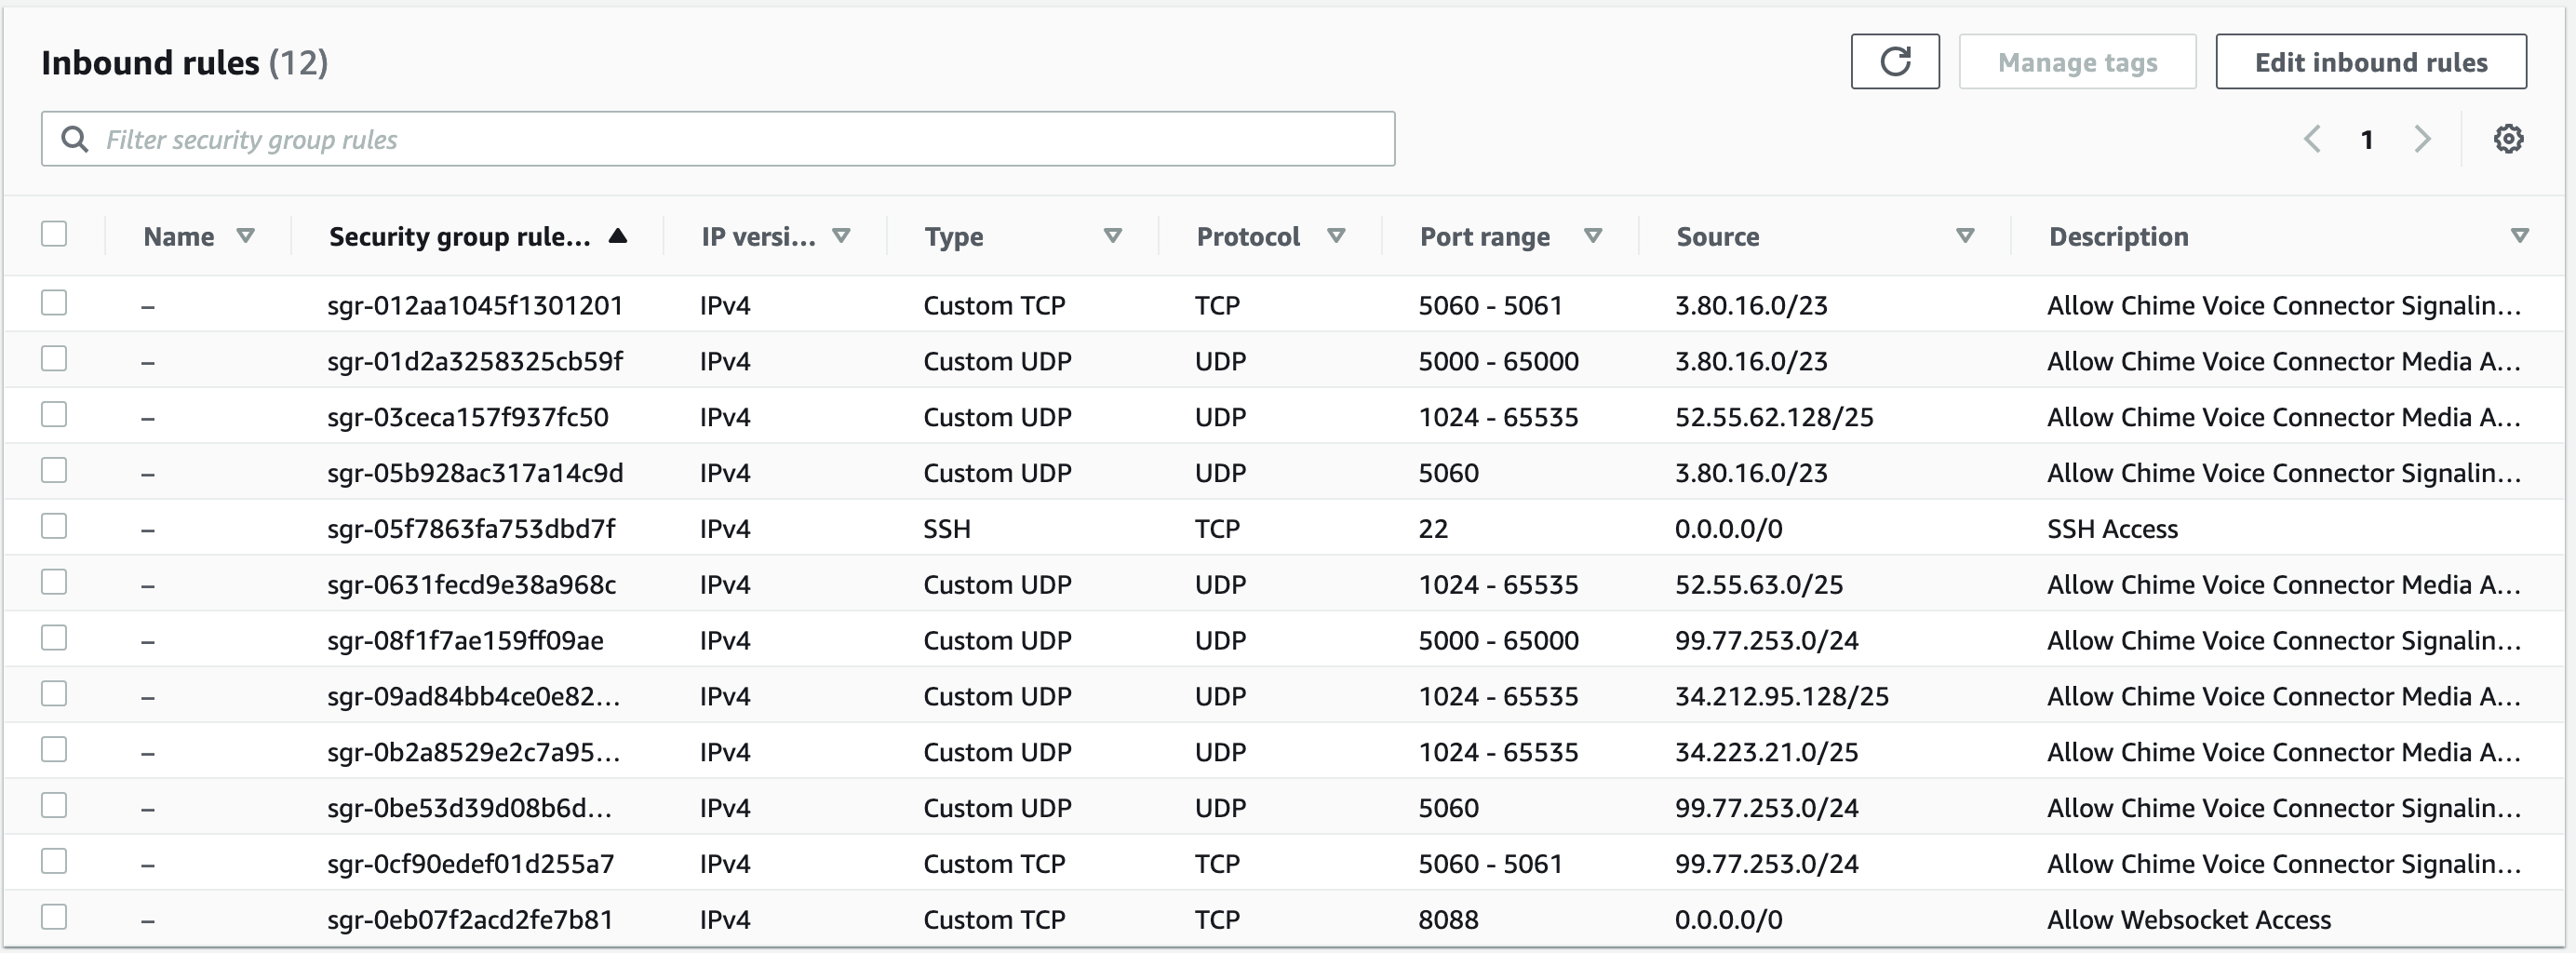 Inbound rules (12)
Manage tags
Edit inbound rules
Filter security group rules
1
Name Security group rule... IP versi... Type Protocol Port range Source Description
– sgr-012aa1045f1301201 IPv4 Custom TCP TCP 5060 - 5061 3.80.16.0/23 Allow Chime Voice Connector Signalin...
– sgr-01d2a3258325cb59f IPv4 Custom UDP UDP 5000 - 65000 3.80.16.0/23 Allow Chime Voice Connector Media A...
– sgr-03ceca157f937fc50 IPv4 Custom UDP UDP 1024 - 65535 52.55.62.128/25 Allow Chime Voice Connector Media A...
– sgr-05b928ac317a14c9d IPv4 Custom UDP UDP 5060 3.80.16.0/23 Allow Chime Voice Connector Signalin...
– sgr-05f7863fa753dbd7f IPv4 SSH TCP 22 0.0.0.0/0 SSH Access
– sgr-0631fecd9e38a968c IPv4 Custom UDP UDP 1024 - 65535 52.55.63.0/25 Allow Chime Voice Connector Media A...
– sgr-08f1f7ae159ff09ae IPv4 Custom UDP UDP 5000 - 65000 99.77.253.0/24 Allow Chime Voice Connector Signalin...
– sgr-09ad84bb4ce0e82... IPv4 Custom UDP UDP 1024 - 65535 34.212.95.128/25 Allow Chime Voice Connector Media A...
– sgr-0b2a8529e2c7a95... IPv4 Custom UDP UDP 1024 - 65535 34.223.21.0/25 Allow Chime Voice Connector Media A...
– sgr-0be53d39d08b6d... IPv4 Custom UDP UDP 5060 99.77.253.0/24 Allow Chime Voice Connector Signalin...
– sgr-0cf90edef01d255a7 IPv4 Custom TCP TCP 5060 - 5061 99.77.253.0/24 Allow Chime Voice Connector Signalin...
– sgr-0eb07f2acd2fe7b81 IPv4 Custom TCP TCP 8088 0.0.0.0/0 Allow Websocket Access